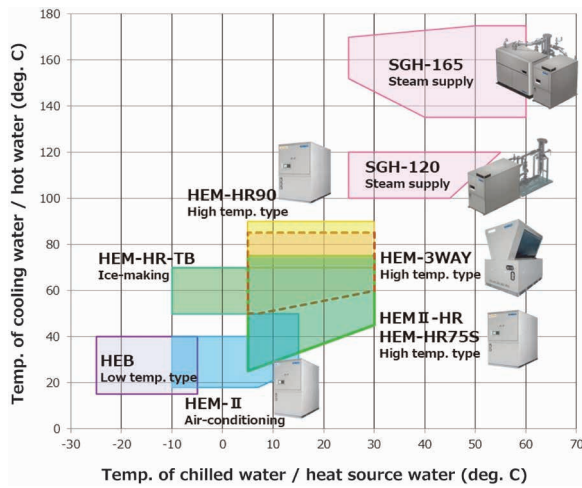 Temp. of cooling water / hot water (deg. C)
180
160
140
120
100
80
60
40
20
0
SGH-165
Steam supply
SGH-120
Steam supply
HEM-HR90
High temp. type
HEM-HR-TB
Ice-making
HEM-3WAY
High temp. type
HEMⅡ-HR
HEM-HR75S
High temp. type
HEB
Low temp. type
HEM-Ⅱ
Air-conditioning
-30 -20 -10 0 10 20 30 40 50 60 70
Temp. of chilled water / heat source water (deg. C)